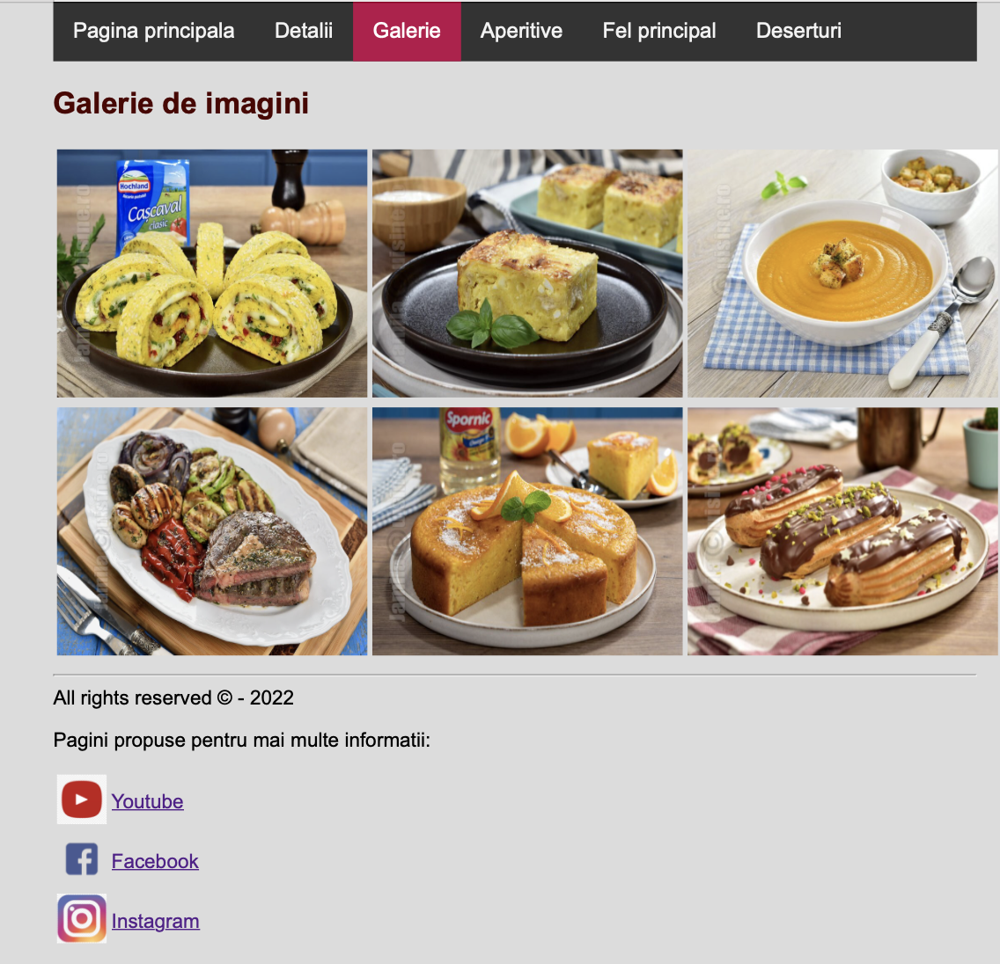 Pagina principala Detalii Galerie Aperitive Fel principal Deserturi
Galerie de imagini
Hochland
Cașcaval
clasic
Spornic
All rights reserved © - 2022
Pagini propuse pentru mai multe informatii:
Youtube
Facebook
Instagram